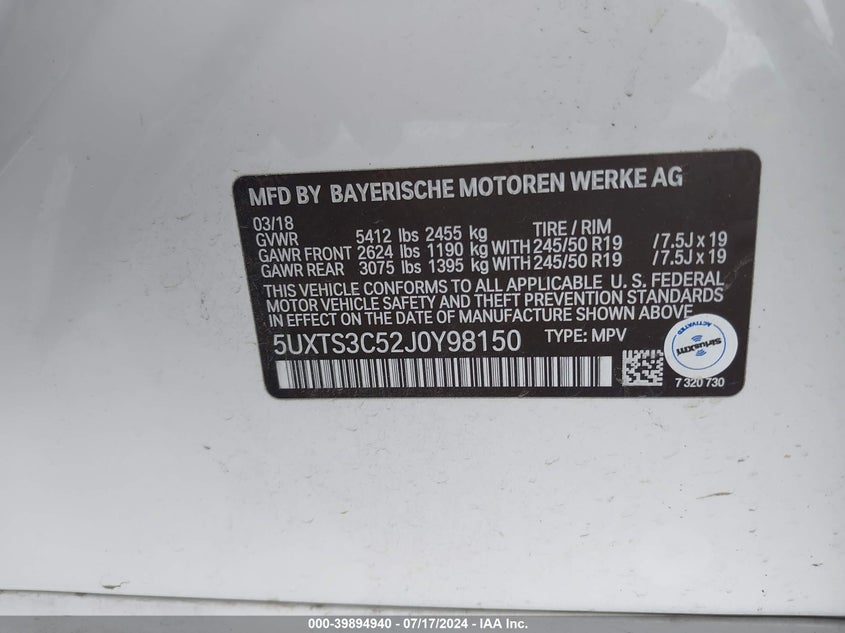 MFD BY BAYERISCHE MOTOREN WERKE AG
03/18
GVWR 5412 lbs 2455 kg TIRE / RIM
GAWR FRONT 2624 lbs 1190 kg WITH 245/50 R19 /7.5J x 19
GAWR REAR 3075 lbs 1395 kg WITH 245/50 R19 /7.5J x 19
THIS VEHICLE CONFORMS TO ALL APPLICABLE U. S. FEDERAL
MOTOR VEHICLE SAFETY AND THEFT PREVENTION STANDARDS
IN EFFECT ON THE DATE OF MANUFACTURE SHOWN ABOVE
5UXTS3C52J0Y98150 TYPE: MPV
ACTIVATED
SiriusXM
7 320 730
000-39894940 - 07/17/2024 - IAA Inc.